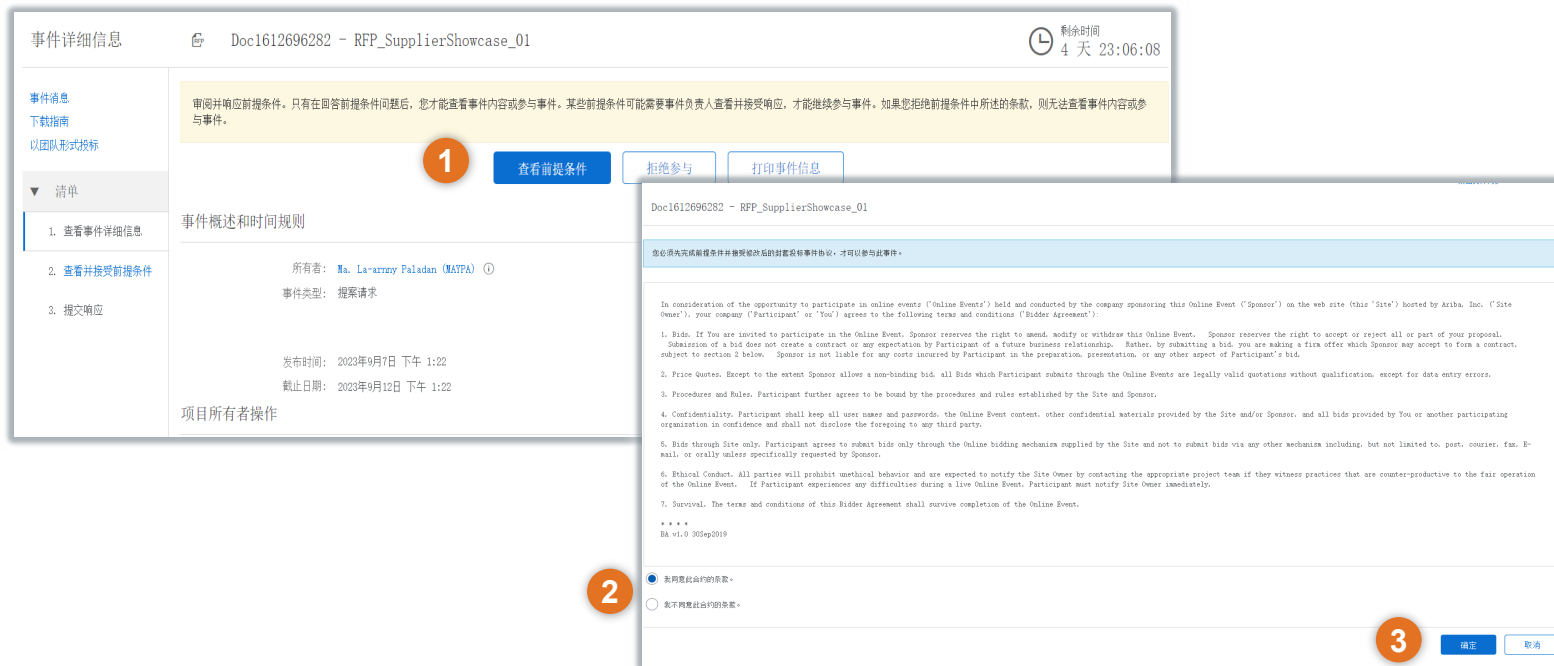 事件详细信息
Doc1612696282 - RFP_SupplierShowcase_01
剩余时间
4 天 23:06:08
事件消息
下载指南
以团队形式投标
▼ 清单
1. 查看事件详细信息
2. 查看并接受前提条件
3. 提交响应
审阅并响应前提条件。只有在回答前提条件问题后，您才能查看事件内容或参与事件。某些前提条件可能需要事件负责人查看并接受响应，才能继续参与事件。如果您拒绝前提条件中所述的条款，则无法查看事件内容或参
与事件。
1
查看前提条件
拒绝参与
打印事件信息
事件概述和时间规则
所有者： Ma. La-arnny Paladan (MAYPA)
事件类型： 提案请求
发布时间： 2023年9月7日 下午 1:22
截止日期： 2023年9月12日 下午 1:22
项目所有者操作
Doc1612696282 - RFP_SupplierShowcase_01
您必须先完成前提条件并接受修改后的封套投标事件协议，才可以参与此事件。
In consideration of the opportunity to participate in online events ('Online Events') held and conducted by the company sponsoring this Online Event ('Sponsor') on the web site (this 'Site') hosted by Ariba, Inc. ('Site
Owner'), your company ('Participant' or 'You') agrees to the following terms and conditions ('Bidder Agreement'):
1. Bids. If You are invited to participate in the Online Event, Sponsor reserves the right to amend, modify or withdraw this Online Event. Sponsor reserves the right to accept or reject all or part of your proposal.
Submission of a bid does not create a contract or any expectation by Participant of a future business relationship. Rather, by submitting a bid, you are making a firm offer which Sponsor may accept to form a contract,
subject to section 2 below. Sponsor is not liable for any costs incurred by Participant in the preparation, presentation, or any other aspect of Participant's bid.
2. Price Quotes. Except to the extent Sponsor allows a non-binding bid, all Bids which Participant submits through the Online Events are legally valid quotations without qualification, except for data entry errors.
3. Procedures and Rules. Participant further agrees to be bound by the procedures and rules established by the Site and Sponsor.
4. Confidentiality. Participant shall keep all user names and passwords, the Online Event content, other confidential materials provided by the Site and/or Sponsor, and all bids provided by You or another participating
organization in confidence and shall not disclose the foregoing to any third party.
5. Bids through Site only. Participant agrees to submit bids only through the Online bidding mechanism supplied by the Site and not to submit bids via any other mechanism including, but not limited to, post, courier, fax, E-
mail, or orally unless specifically requested by Sponsor.
6. Ethical Conduct. All parties will prohibit unethical behavior and are expected to notify the Site Owner by contacting the appropriate project team if they witness practices that are counter-productive to the fair operation
of the Online Event. If Participant experiences any difficulties during a live Online Event, Participant must notify Site Owner immediately.
7. Survival. The terms and conditions of this Bidder Agreement shall survive completion of the Online Event.
* * * *
BA v1.0 30Sep2019
2
我同意此合约的条款。
我不同意此合约的条款。
3
确定
取消